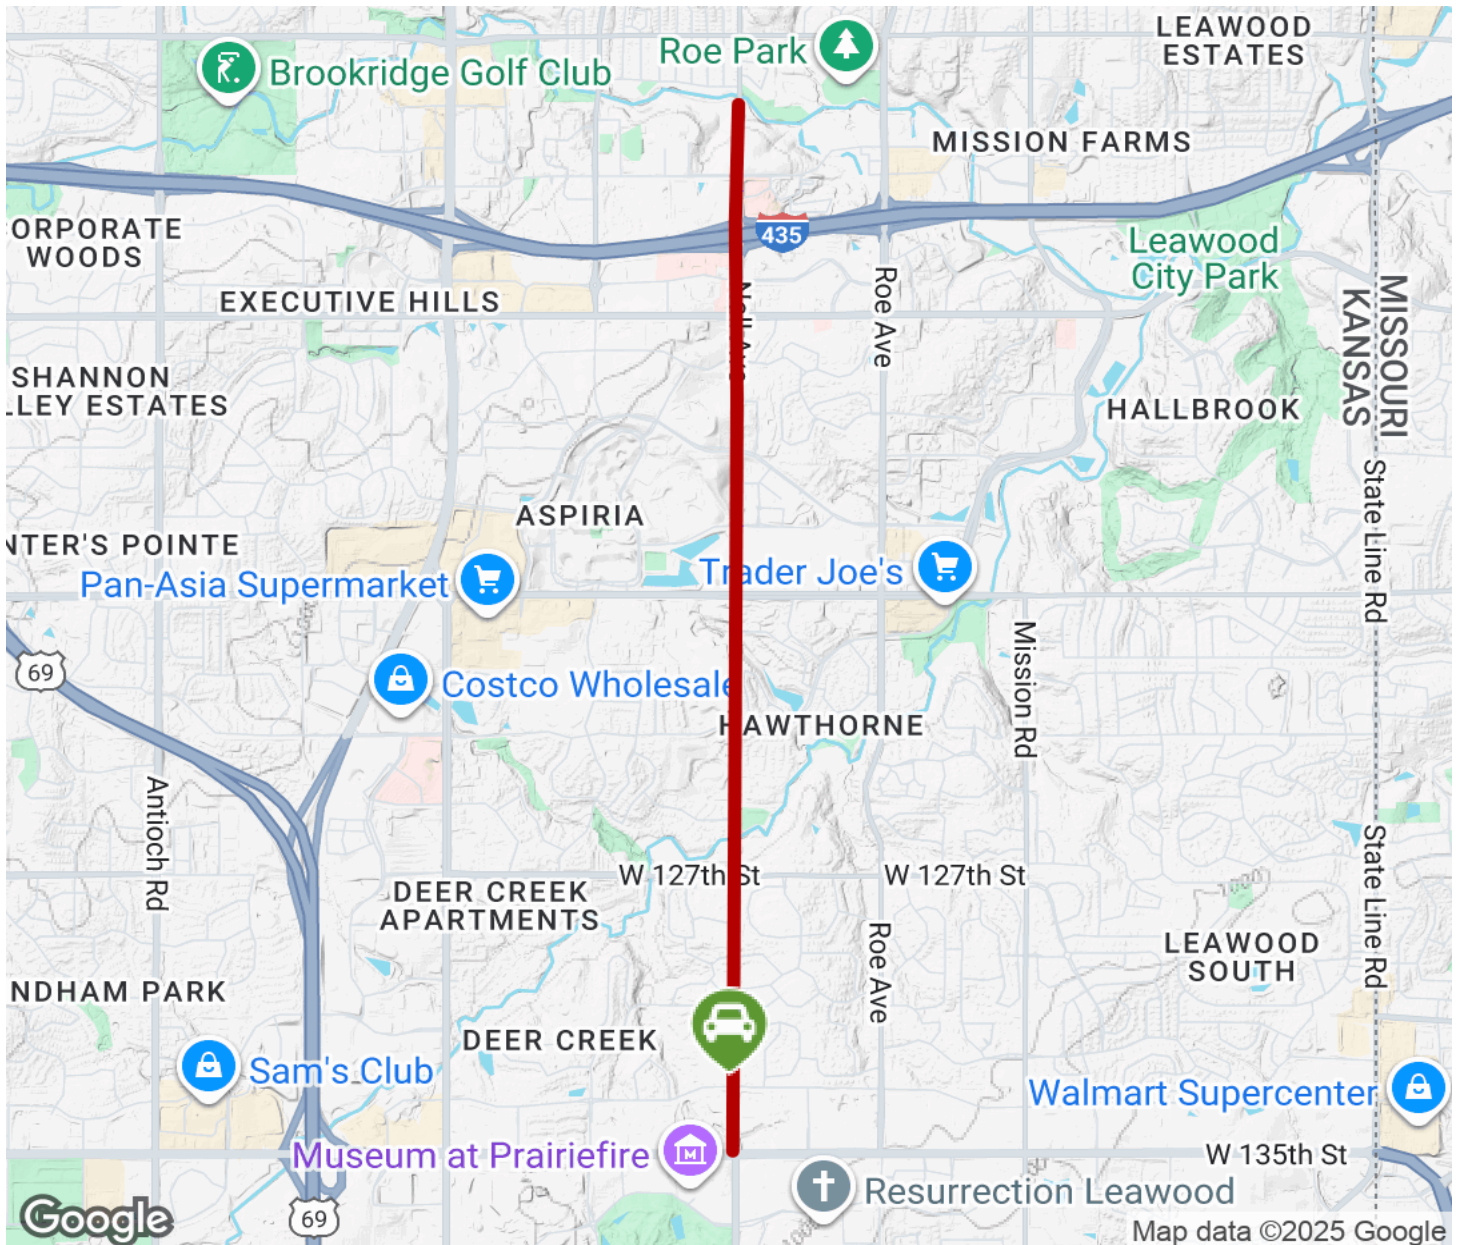 LEAWOOD
ESTATES
Roe Park
Brookridge Golf Club
MISSION FARMS
ORPORATE
WOODS
435
Leawood
City Park
EXECUTIVE HILLS
Roe Ave
MISSOURI
KANSAS
SHANNON
LLEY ESTATES
HALLBROOK
State Line Rd
ASPIRIA
NTER'S POINTE
Pan-Asia Supermarket
Trader Joe's
69
Costco Wholesale
Mission Rd
HAWTHORNE
Antioch Rd
W 127th St
W 127th St
State Line Rd
DEER CREEK
APARTMENTS
Roe Ave
LEAWOOD
SOUTH
NDHAM PARK
DEER CREEK
Sam's Club
Walmart Supercenter
Museum at Prairiefire
W 135th St
Resurrection Leawood
Google
69
Map data ©2025 Google